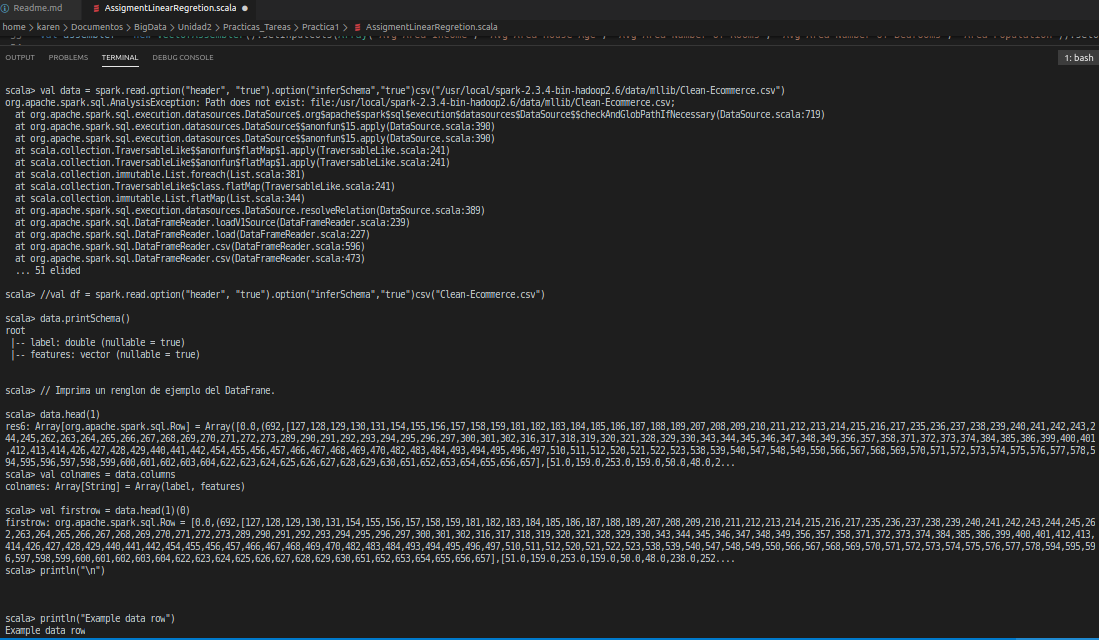 Readme.md
AssigmentLinearRegretion.scala
home > karen > Documentos > BigData > Unidad2 > Practicas_Tareas > Practica1 > AssigmentLinearRegretion.scala
OUTPUT PROBLEMS TERMINAL DEBUG CONSOLE
1: bash
scala> val data = spark.read.option("header", "true").option("inferSchema","true")csv("/usr/local/spark-2.3.4-bin-hadoop2.6/data/mllib/Clean-Ecommerce.csv")
org.apache.spark.sql.AnalysisException: Path does not exist: file:/usr/local/spark-2.3.4-bin-hadoop2.6/data/mllib/Clean-Ecommerce.csv;
at org.apache.spark.sql.execution.datasources.DataSource$.org$apache$spark$sql$execution$datasources$DataSource$$checkAndGlobPathIfNecessary(DataSource.scala:719)
at org.apache.spark.sql.execution.datasources.DataSource$$anonfun$15.apply(DataSource.scala:390)
at org.apache.spark.sql.execution.datasources.DataSource$$anonfun$15.apply(DataSource.scala:390)
at scala.collection.TraversableLike$$anonfun$flatMap$1.apply(TraversableLike.scala:241)
at scala.collection.TraversableLike$$anonfun$flatMap$1.apply(TraversableLike.scala:241)
at scala.collection.immutable.List.foreach(List.scala:381)
at scala.collection.TraversableLike$class.flatMap(TraversableLike.scala:241)
at scala.collection.immutable.List.flatMap(List.scala:344)
at org.apache.spark.sql.execution.datasources.DataSource.resolveRelation(DataSource.scala:389)
at org.apache.spark.sql.DataFrameReader.loadV1Source(DataFrameReader.scala:239)
at org.apache.spark.sql.DataFrameReader.load(DataFrameReader.scala:227)
at org.apache.spark.sql.DataFrameReader.csv(DataFrameReader.scala:596)
at org.apache.spark.sql.DataFrameReader.csv(DataFrameReader.scala:473)
... 51 elided
scala> //val df = spark.read.option("header", "true").option("inferSchema","true")csv("Clean-Ecommerce.csv")
scala> data.printSchema()
root
|-- label: double (nullable = true)
|-- features: vector (nullable = true)
scala> // Imprima un renglon de ejemplo del DataFrane.
scala> data.head(1)
res6: Array[org.apache.spark.sql.Row] = Array([0.0,(692,[127,128,129,130,131,154,155,156,157,158,159,181,182,183,184,185,186,187,188,189,207,208,209,210,211,212,213,214,215,216,217,235,236,237,238,239,240,241,242,243,2
44,245,262,263,264,265,266,267,268,269,270,271,272,273,289,290,291,292,293,294,295,296,297,300,301,302,316,317,318,319,320,321,328,329,330,343,344,345,346,347,348,349,356,357,358,371,372,373,374,384,385,386,399,400,401
,412,413,414,426,427,428,429,440,441,442,454,455,456,457,466,467,468,469,470,482,483,484,493,494,495,496,497,510,511,512,520,521,522,523,538,539,540,547,548,549,550,566,567,568,569,570,571,572,573,574,575,576,577,578,5
94,595,596,597,598,599,600,601,602,603,604,622,623,624,625,626,627,628,629,630,651,652,653,654,655,656,657],[51.0,159.0,253.0,159.0,50.0,48.0,2...
scala> val colnames = data.columns
colnames: Array[String] = Array(label, features)
scala> val firstrow = data.head(1)(0)
firstrow: org.apache.spark.sql.Row = [0.0,(692,[127,128,129,130,131,154,155,156,157,158,159,181,182,183,184,185,186,187,188,189,207,208,209,210,211,212,213,214,215,216,217,235,236,237,238,239,240,241,242,243,244,245,26
2,263,264,265,266,267,268,269,270,271,272,273,289,290,291,292,293,294,295,296,297,300,301,302,316,317,318,319,320,321,328,329,330,343,344,345,346,347,348,349,356,357,358,371,372,373,374,384,385,386,399,400,401,412,413,
414,426,427,428,429,440,441,442,454,455,456,457,466,467,468,469,470,482,483,484,493,494,495,496,497,510,511,512,520,521,522,523,538,539,540,547,548,549,550,566,567,568,569,570,571,572,573,574,575,576,577,578,594,595,59
6,597,598,599,600,601,602,603,604,622,623,624,625,626,627,628,629,630,651,652,653,654,655,656,657],[51.0,159.0,253.0,159.0,50.0,48.0,238.0,252....
scala> println("\n")
scala> println("Example data row")
Example data row